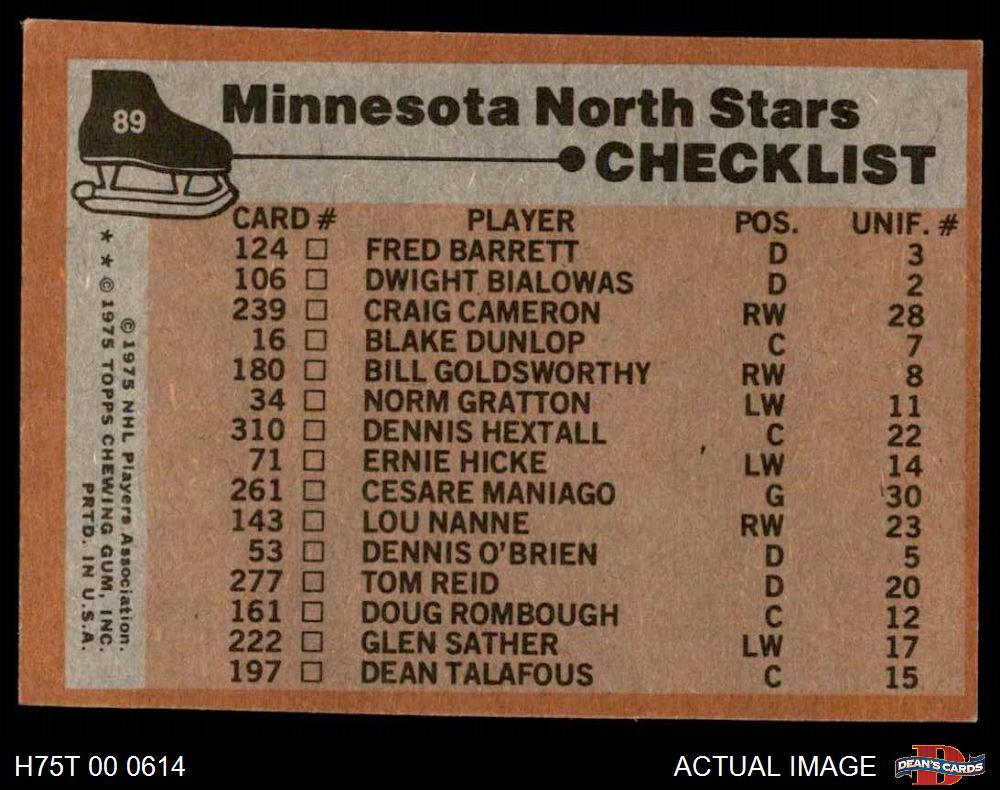 89
Minnesota North Stars
CHECKLIST
CARD # PLAYER POS. UNIF. #
124 FRED BARRETT D 3
106 DWIGHT BIALOWAS D 2
239 CRAIG CAMERON RW 28
16 BLAKE DUNLOP C 7
180 BILL GOLDSWORTHY RW 8
34 NORM GRATTON LW 11
310 DENNIS HEXTALL C 22
71 ERNIE HICKE LW 14
261 CESARE MANIAGO G 30
143 LOU NANNE RW 23
53 DENNIS O'BRIEN D 5
277 TOM REID D 20
161 DOUG ROMBOUGH C 12
222 GLEN SATHER LW 17
197 DEAN TALAFOUS C 15
© 1975 NHL Players Association.
* * © 1975 TOPPS CHEWING GUM, INC.
PRTD. IN U.S.A.
H75T 00 0614
ACTUAL IMAGE
DEAN'S CARDS